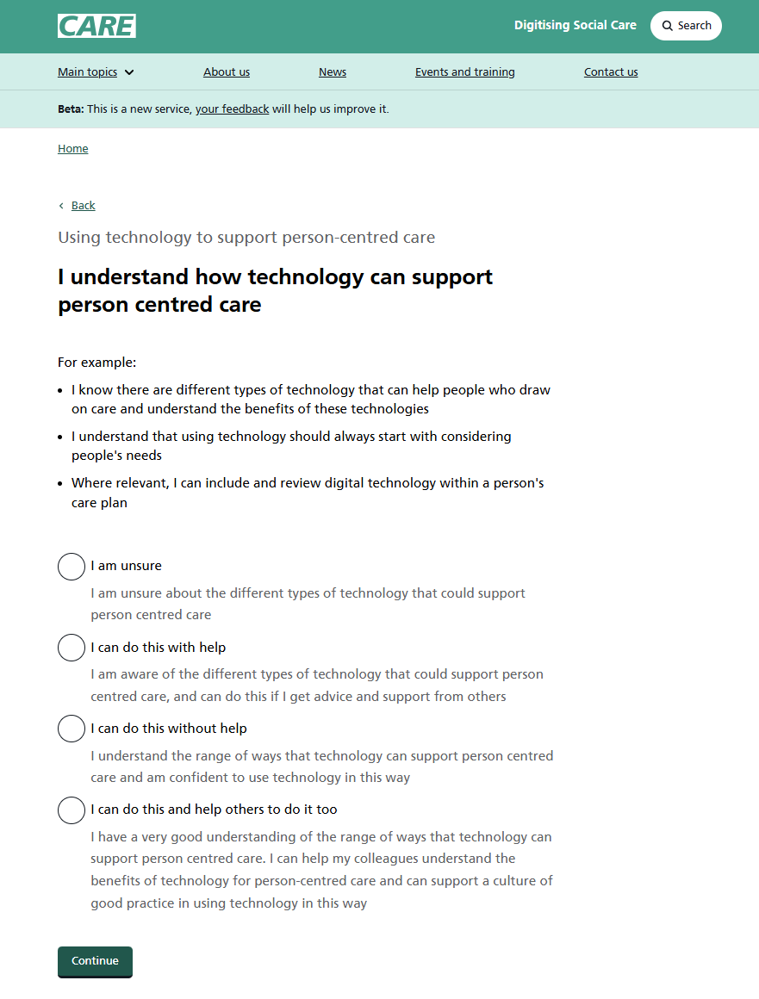 CARE
Digitising Social Care
Search
Main topics
About us
News
Events and training
Contact us
Beta: This is a new service, your feedback will help us improve it.
Home
Back
Using technology to support person-centred care
I understand how technology can support
person centred care
For example:
• I know there are different types of technology that can help people who draw
on care and understand the benefits of these technologies
• I understand that using technology should always start with considering
people's needs
• Where relevant, I can include and review digital technology within a person's
care plan
I am unsure
I am unsure about the different types of technology that could support
person centred care
I can do this with help
I am aware of the different types of technology that could support person
centred care, and can do this if I get advice and support from others
I can do this without help
I understand the range of ways that technology can support person centred
care and am confident to use technology in this way
I can do this and help others to do it too
I have a very good understanding of the range of ways that technology can
support person centred care. I can help my colleagues understand the
benefits of technology for person-centred care and can support a culture of
good practice in using technology in this way
Continue